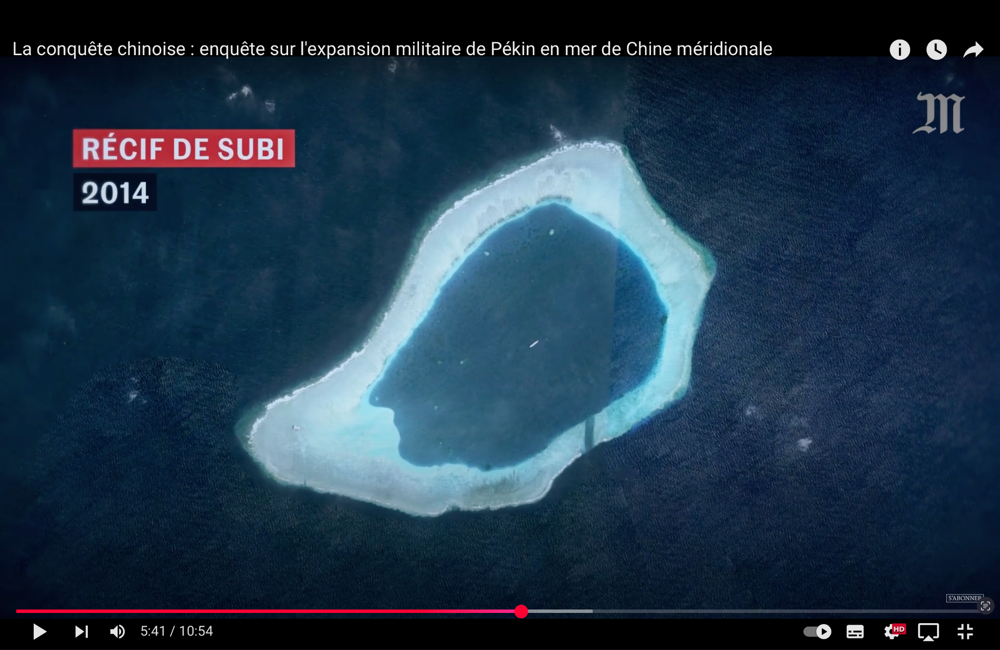 La conquête chinoise : enquête sur l'expansion militaire de Pékin en mer de Chine méridionale
M
RÉCIF DE SUBI
2014
S'ABONNER
5:41 / 10:54
HD